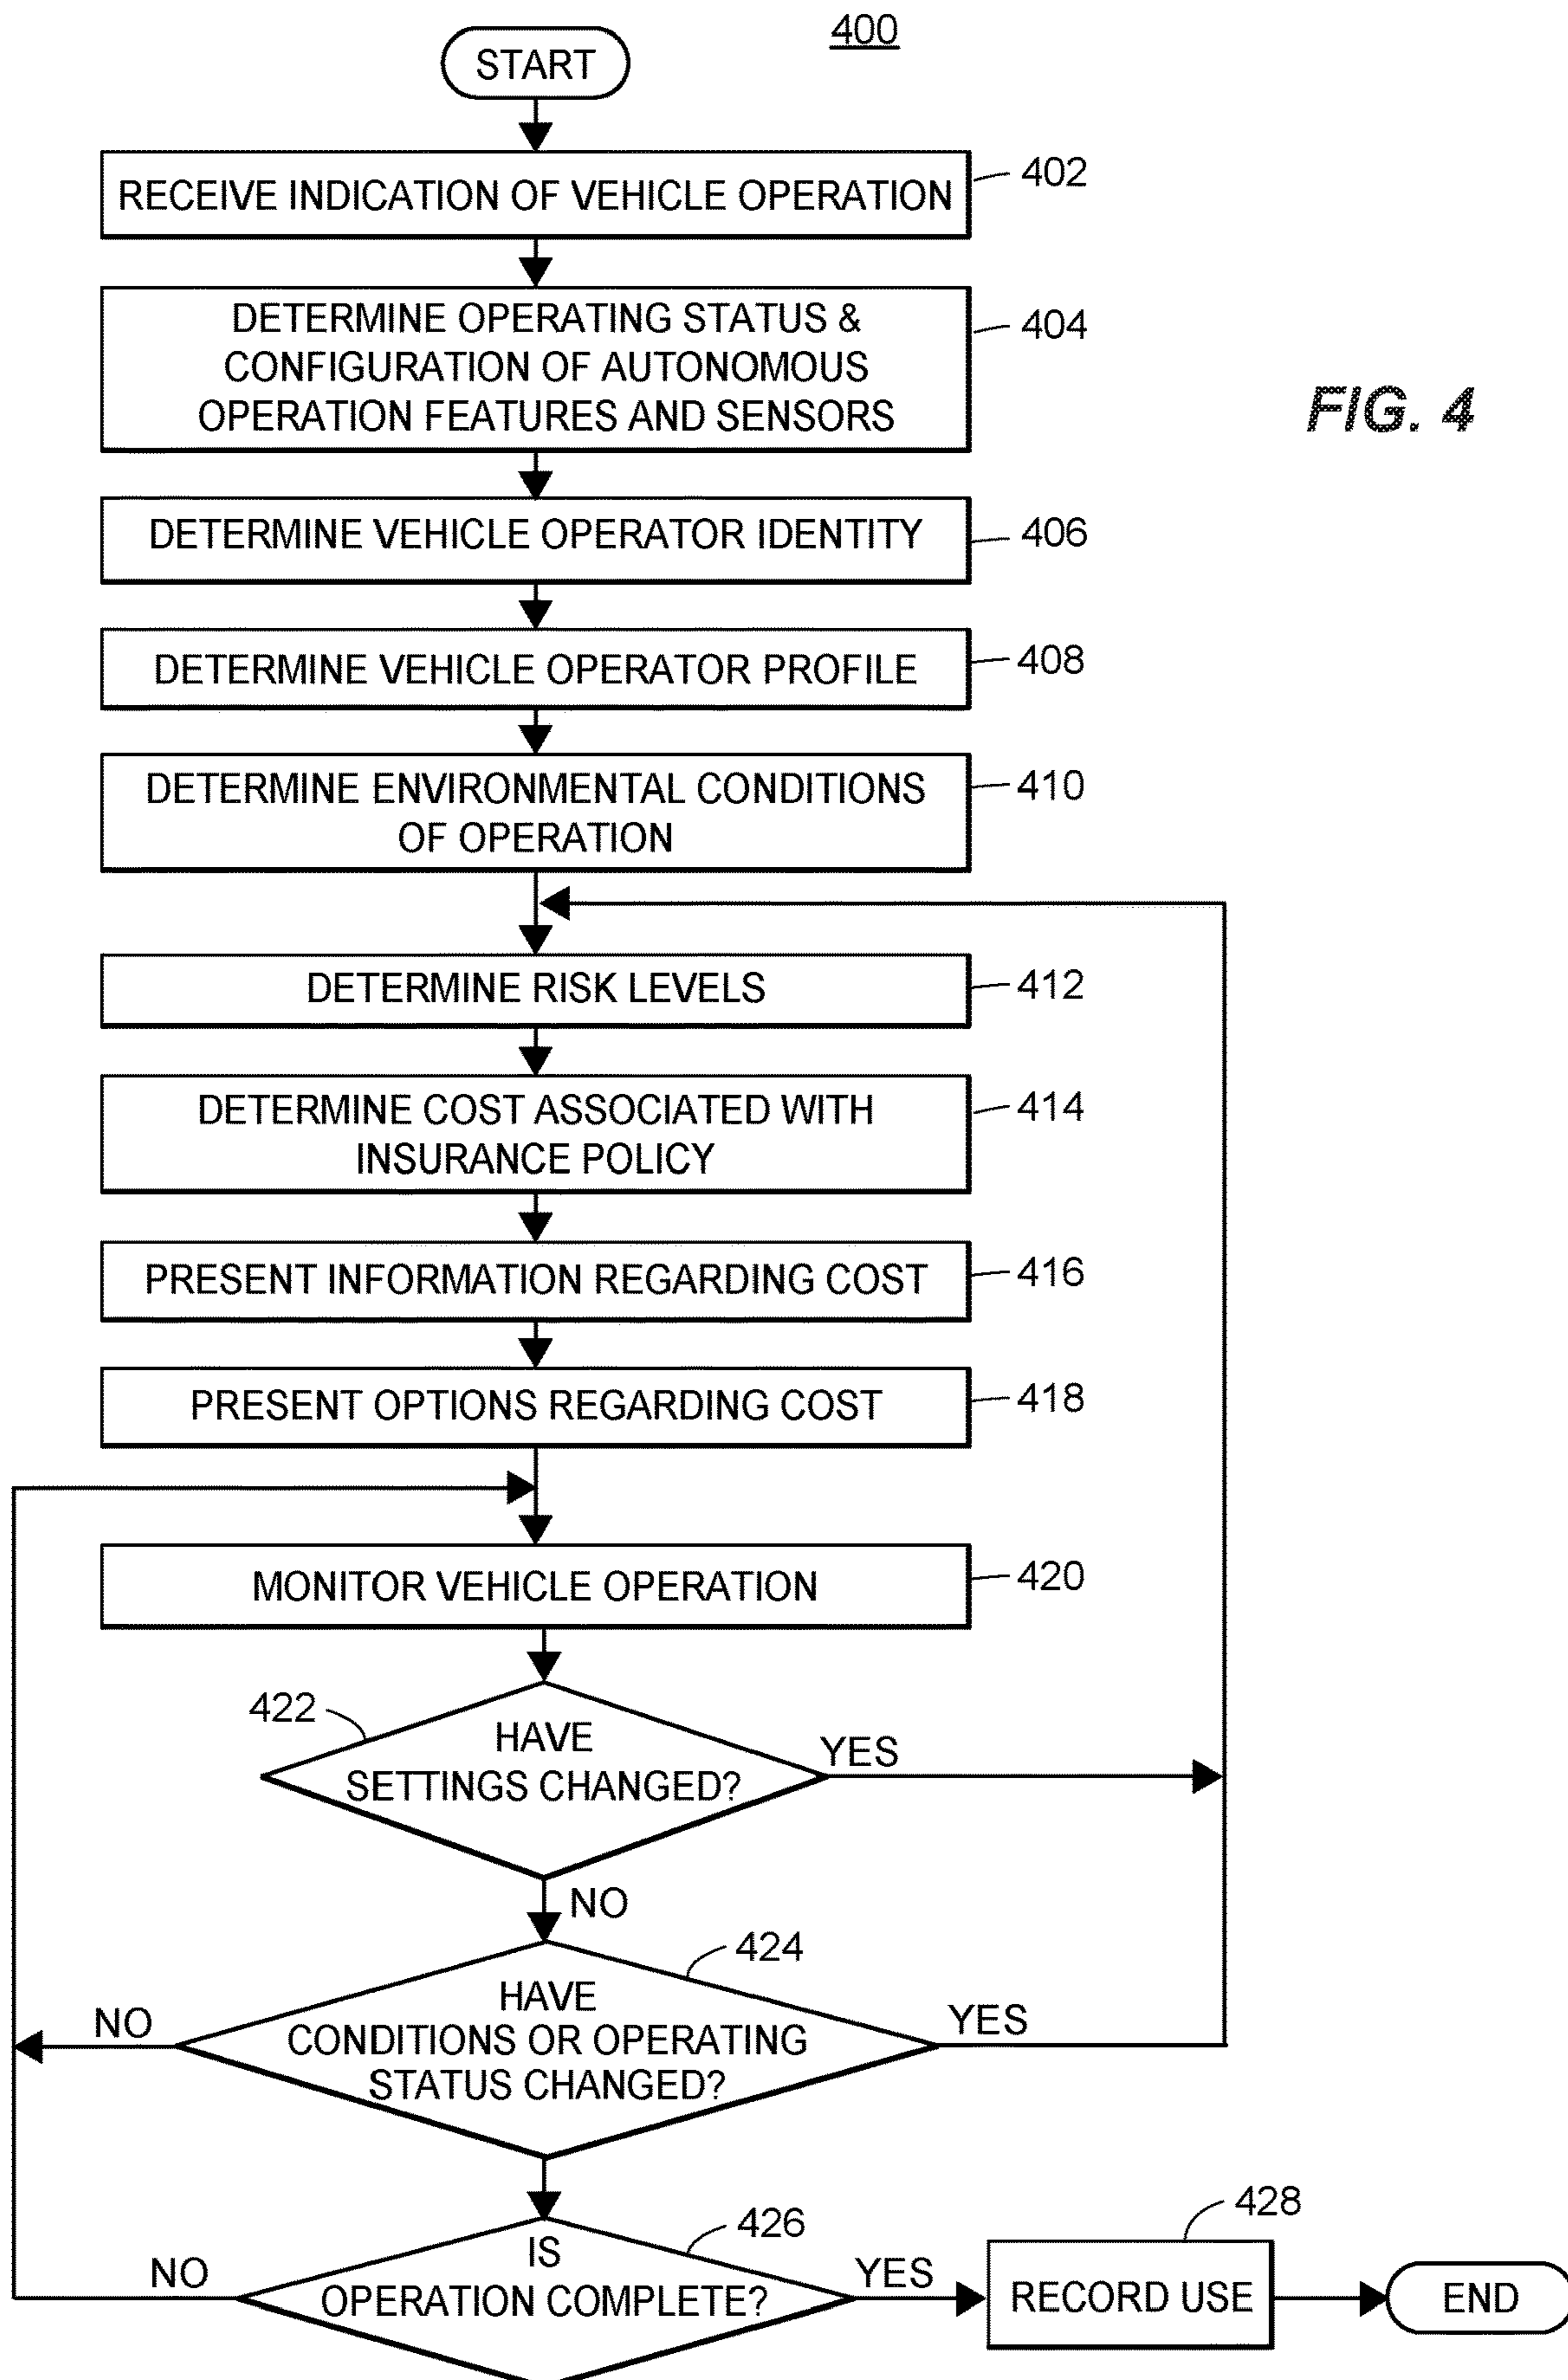 400
START
RECEIVE INDICATION OF VEHICLE OPERATION
402
DETERMINE OPERATING STATUS &
CONFIGURATION OF AUTONOMOUS
OPERATION FEATURES AND SENSORS
404
FIG. 4
DETERMINE VEHICLE OPERATOR IDENTITY
406
DETERMINE VEHICLE OPERATOR PROFILE
408
DETERMINE ENVIRONMENTAL CONDITIONS
OF OPERATION
410
DETERMINE RISK LEVELS
412
DETERMINE COST ASSOCIATED WITH
INSURANCE POLICY
414
PRESENT INFORMATION REGARDING COST
416
PRESENT OPTIONS REGARDING COST
418
MONITOR VEHICLE OPERATION
420
422
HAVE
SETTINGS CHANGED?
YES
NO
424
HAVE
CONDITIONS OR OPERATING
STATUS CHANGED?
NO
YES
426
IS
OPERATION COMPLETE?
NO
YES
428
RECORD USE
END